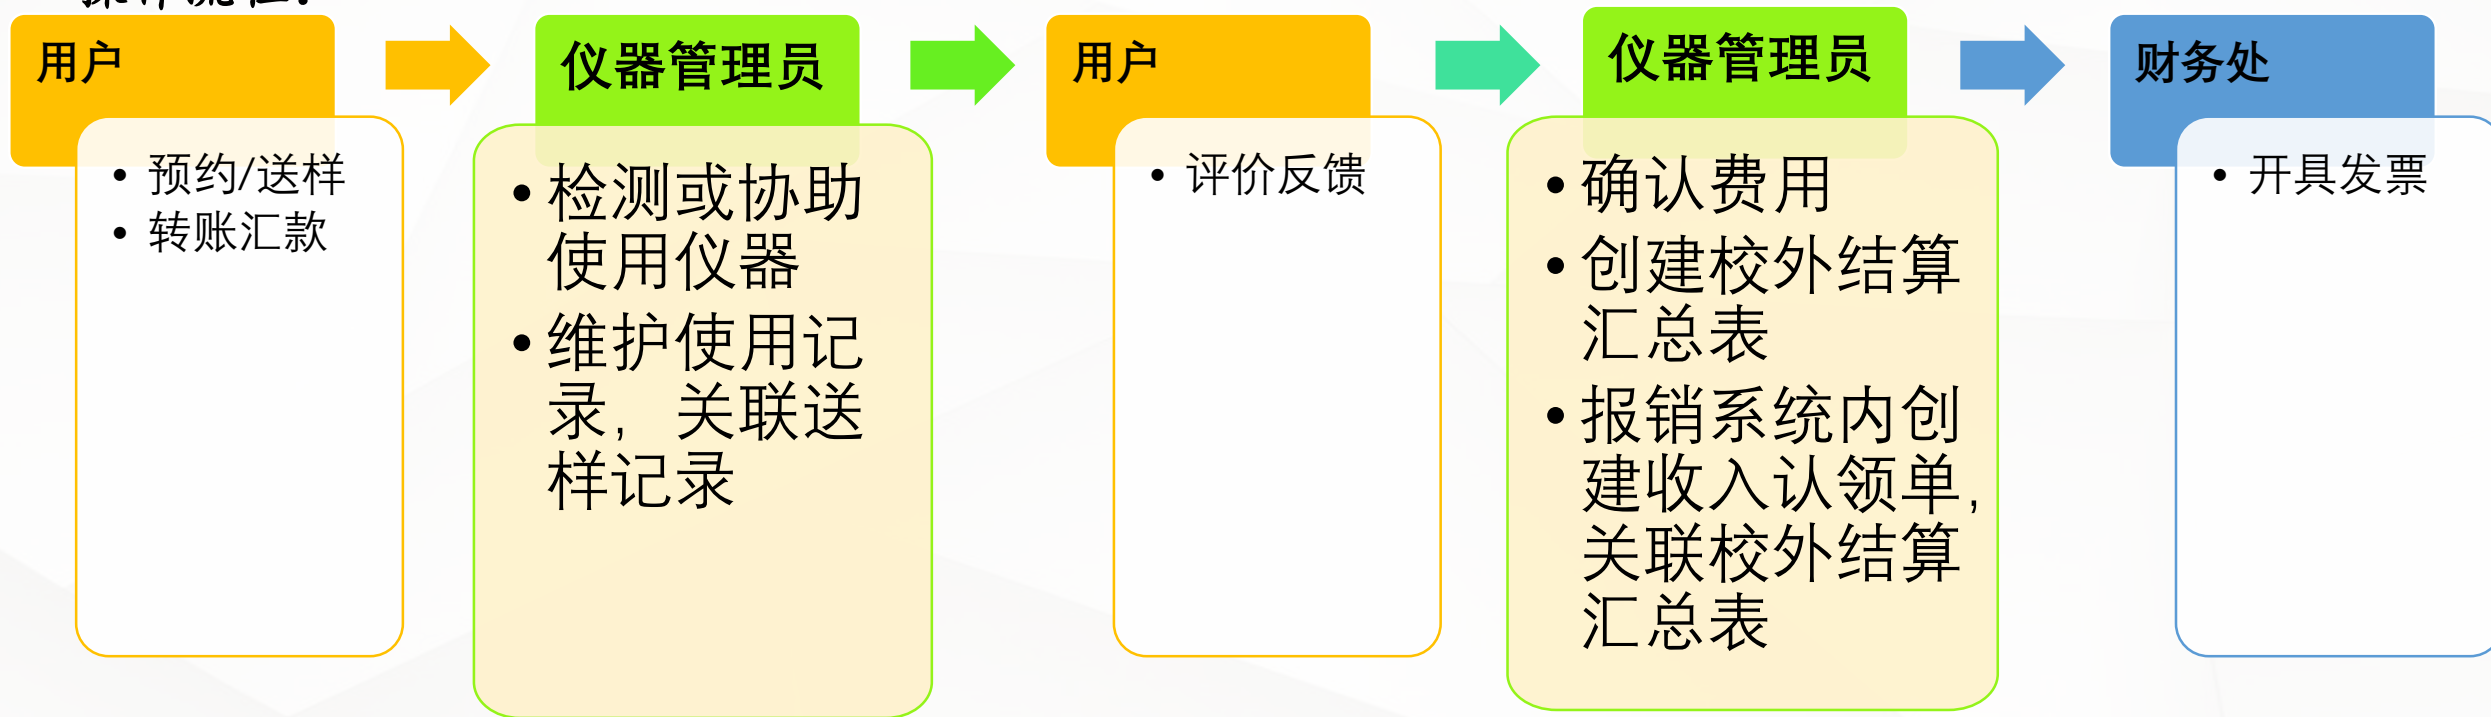 操作流程:
用户
• 预约/送样
• 转账汇款
仪器管理员
• 检测或协助
使用仪器
• 维护使用记
录，关联送
样记录
用户
• 评价反馈
仪器管理员
• 确认费用
• 创建校外结算
汇总表
• 报销系统内创
建收入认领单，
关联校外结算
汇总表
财务处
• 开具发票